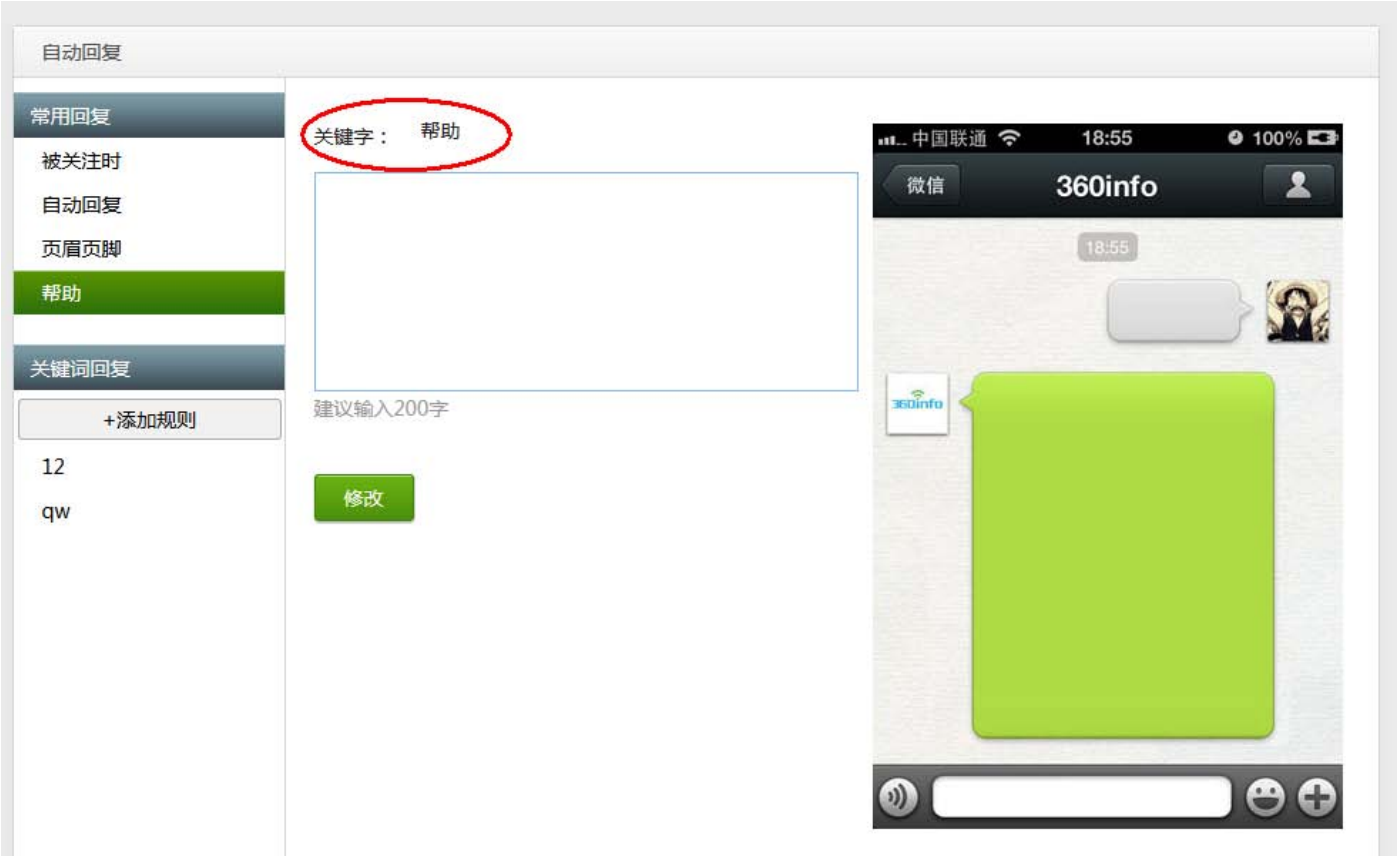 自动回复
常用回复
被关注时
自动回复
页眉页脚
帮助
关键词回复
+添加规则
12
qw
关键字： 帮助
建议输入200字
修改
中国联通 18:55 100%
微信 360info
18:55
360info